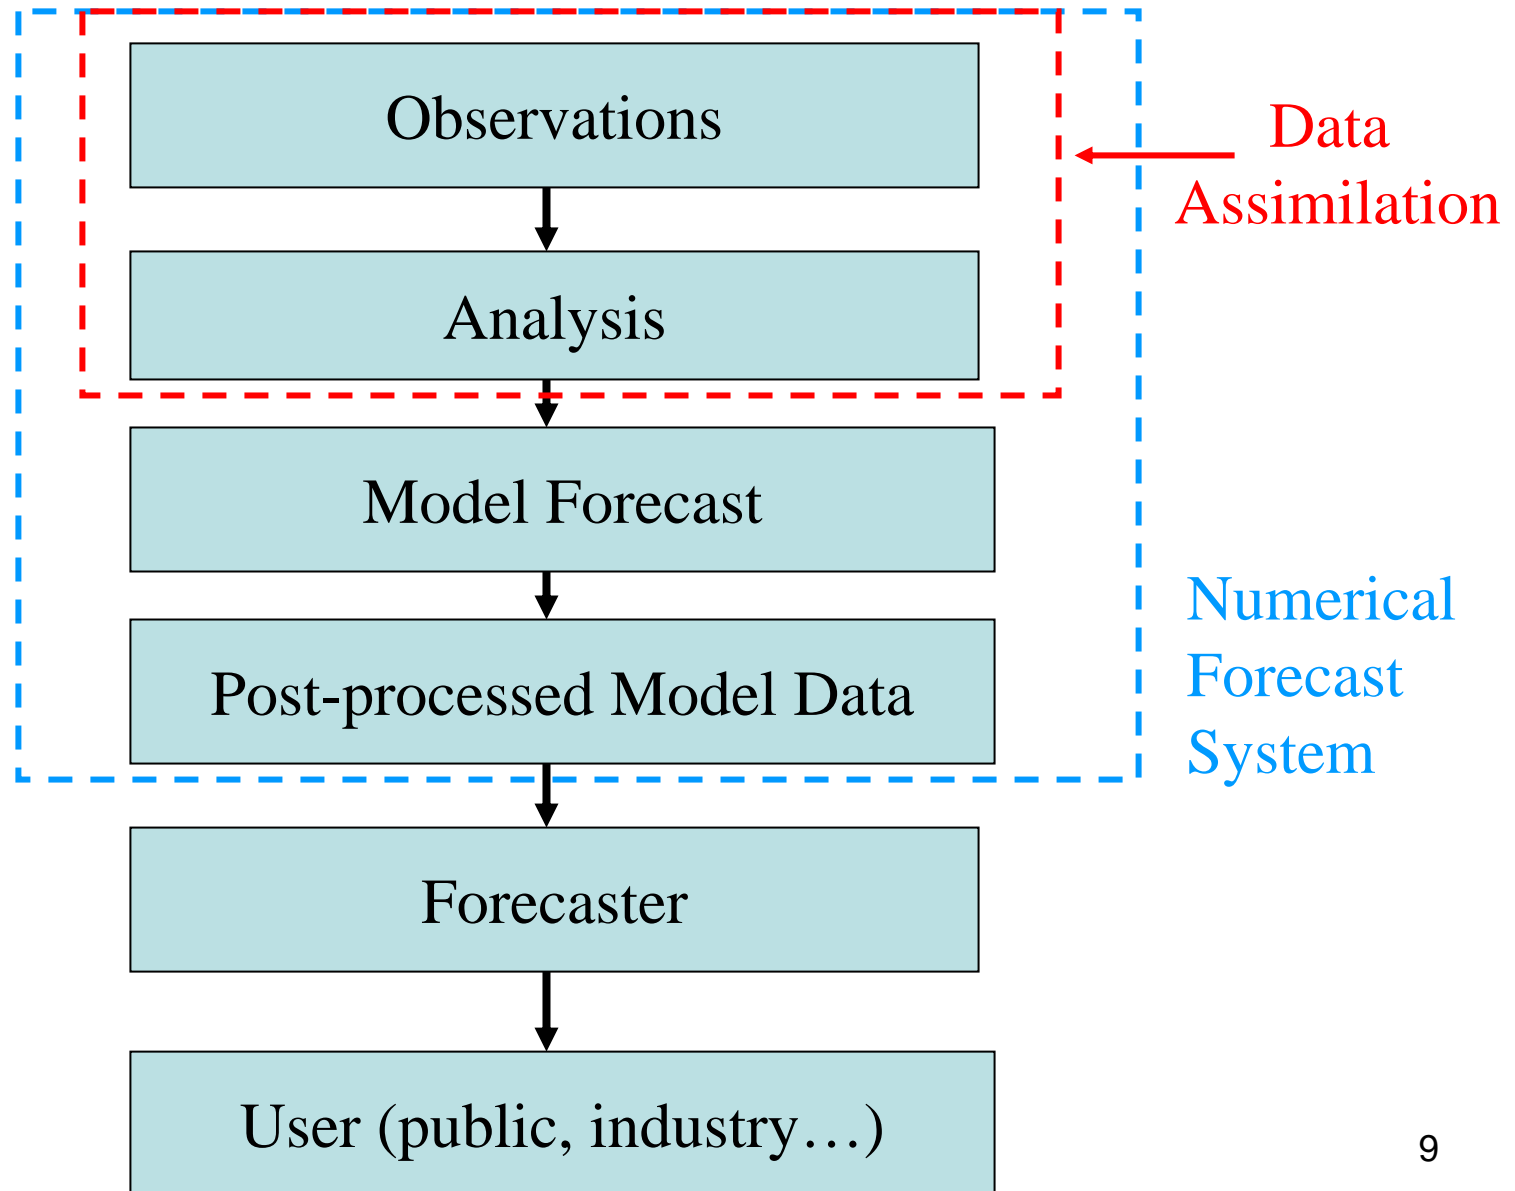 Observations
Data
Assimilation
Analysis
Model Forecast
Numerical
Forecast
System
Post-processed Model Data
Forecaster
User (public, industry…)
9